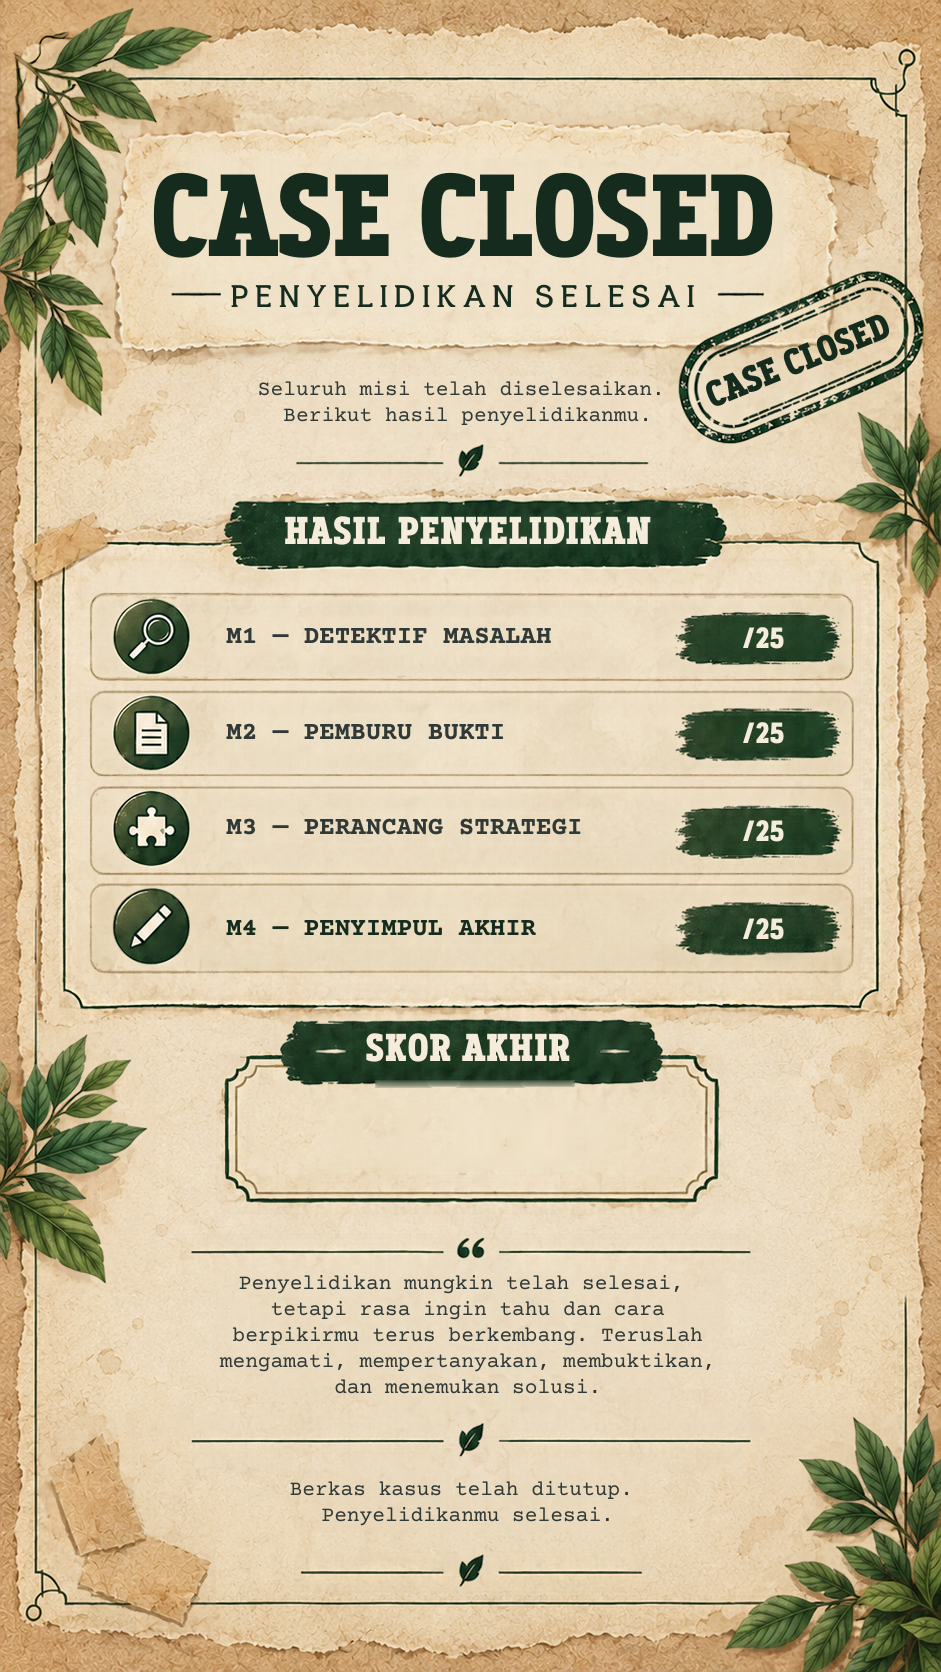 CASE CLOSED
PENYELIDIKAN SELESAI
CASE CLOSED
Seluruh misi telah diselesaikan.
Berikut hasil penyelidikanmu.
HASIL PENYELIDIKAN
M1 — DETEKTIF MASALAH /25
M2 — PEMBURU BUKTI /25
M3 — PERANCANG STRATEGI /25
M4 — PENYIMPUL AKHIR /25
SKOR AKHIR
“
Penyelidikan mungkin telah selesai,
tetapi rasa ingin tahu dan cara
berpikirmu terus berkembang. Teruslah
mengamati, mempertanyakan, membuktikan,
dan menemukan solusi.
Berkas kasus telah ditutup.
Penyelidikanmu selesai.